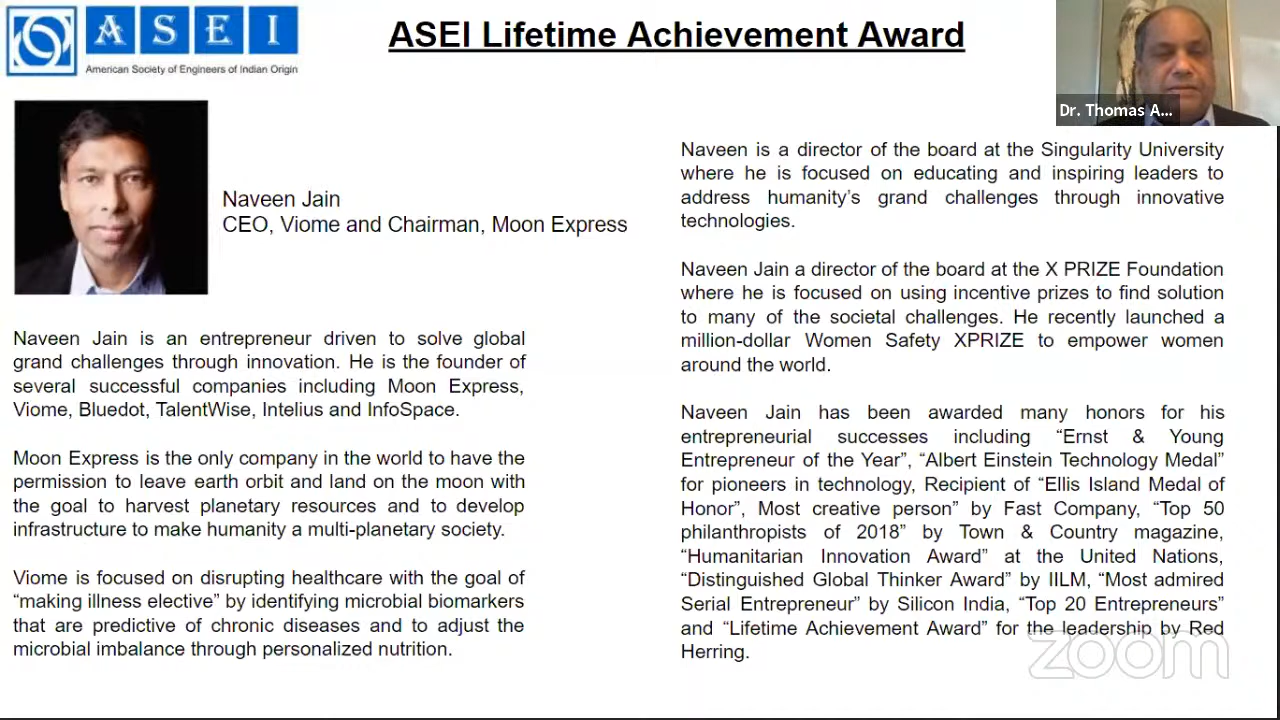 A S E I
American Society of Engineers of Indian Origin
ASEI Lifetime Achievement Award
Dr. Thomas A...
Naveen Jain
CEO, Viome and Chairman, Moon Express
Naveen Jain is an entrepreneur driven to solve global
grand challenges through innovation. He is the founder of
several successful companies including Moon Express,
Viome, Bluedot, TalentWise, Intelius and InfoSpace.
Moon Express is the only company in the world to have the
permission to leave earth orbit and land on the moon with
the goal to harvest planetary resources and to develop
infrastructure to make humanity a multi-planetary society.
Viome is focused on disrupting healthcare with the goal of
“making illness elective” by identifying microbial biomarkers
that are predictive of chronic diseases and to adjust the
microbial imbalance through personalized nutrition.
Naveen is a director of the board at the Singularity University
where he is focused on educating and inspiring leaders to
address humanity’s grand challenges through innovative
technologies.
Naveen Jain a director of the board at the X PRIZE Foundation
where he is focused on using incentive prizes to find solution
to many of the societal challenges. He recently launched a
million-dollar Women Safety XPRIZE to empower women
around the world.
Naveen Jain has been awarded many honors for his
entrepreneurial successes including “Ernst & Young
Entrepreneur of the Year”, “Albert Einstein Technology Medal”
for pioneers in technology, Recipient of “Ellis Island Medal of
Honor”, Most creative person” by Fast Company, “Top 50
philanthropists of 2018” by Town & Country magazine,
“Humanitarian Innovation Award” at the United Nations,
“Distinguished Global Thinker Award” by IILM, “Most admired
Serial Entrepreneur” by Silicon India, “Top 20 Entrepreneurs”
and “Lifetime Achievement Award” for the leadership by Red
Herring.
zoom